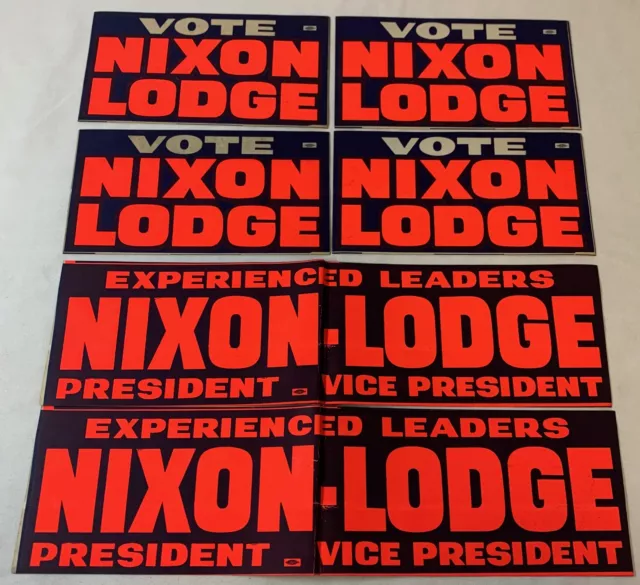 VOTE
NIXON
LODGE
VOTE
NIXON
LODGE
VOTE
NIXON
LODGE
VOTE
NIXON
LODGE
EXPERIENCED LEADERS
NIXON-LODGE
PRESIDENT VICE PRESIDENT
EXPERIENCED LEADERS
NIXON-LODGE
PRESIDENT VICE PRESIDENT